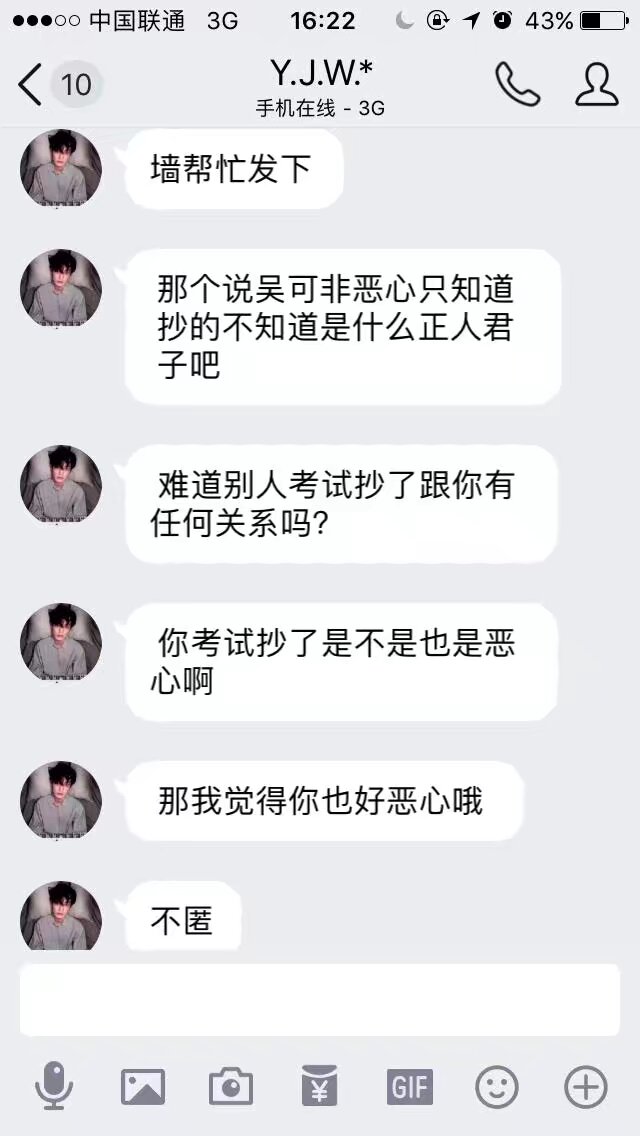 中国联通 3G 16:22 43%
10 Y.J.W.*
手机在线 - 3G
墙帮忙发下
那个说吴可非恶心只知道
抄的不知道是什么正人君
子吧
难道别人考试抄了跟你有
任何关系吗?
你考试抄了是不是也是恶
心啊
那我觉得你也好恶心哦
不匿
¥ GIF